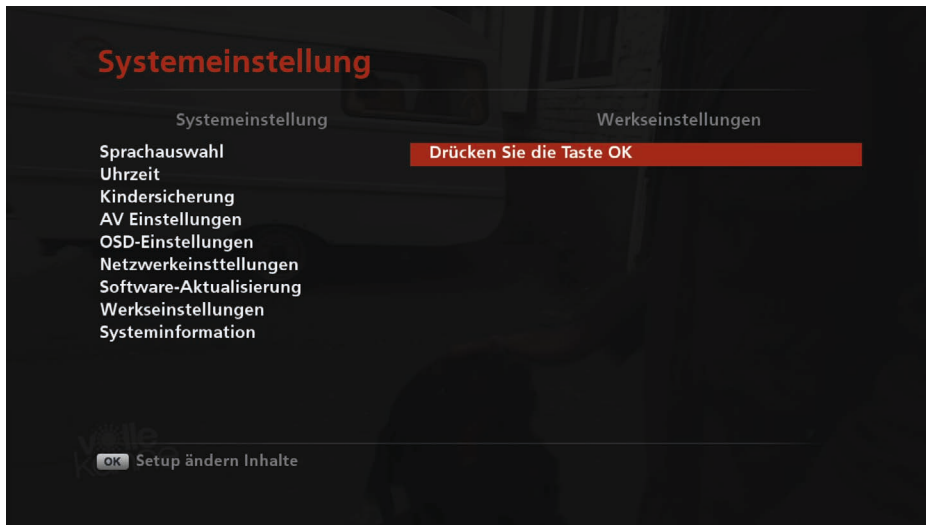 Systemeinstellung
Systemeinstellung
Werkseinstellungen
Sprachauswahl
Drücken Sie die Taste OK
Uhrzeit
Kindersicherung
AV Einstellungen
OSD-Einstellungen
Netzwerkeinsttellungen
Software-Aktualisierung
Werkseinstellungen
Systeminformation
volle
OK Setup ändern Inhalte